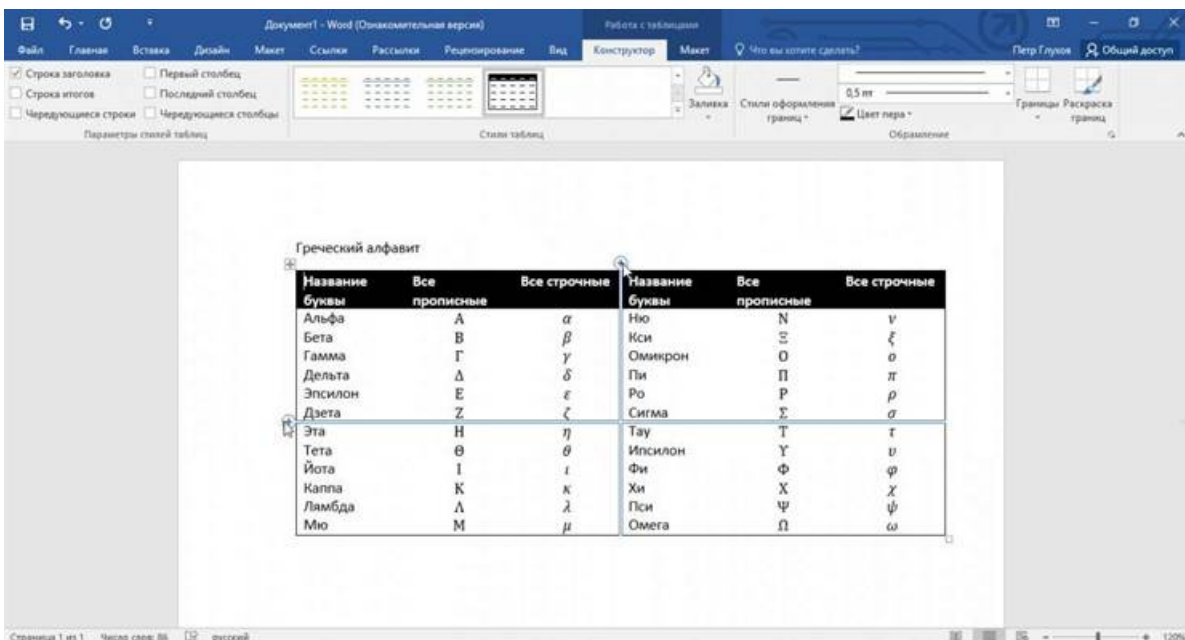 Документ1 - Word (Ознакомительная версия)
Работа с таблицами
Файл Главная Вставка Дизайн Макет Ссылки Рассылки Рецензирование Вид Конструктор Макет Что вы хотите сделать? Петр Глухов Общий доступ
Строка заголовка Первый столбец
Строка итогов Последний столбец
Чередующиеся строки Чередующиеся столбцы
Параметры стилей таблиц
Стили таблиц
Заливка
Стили оформления границ
0,5 пт
Цвет пера
Границы
Раскраска границ
Обрамление
Греческий алфавит
Название буквы Все прописные Все строчные Название буквы Все прописные Все строчные
Альфа Α α Ню Ν ν
Бета Β β Кси Ξ ξ
Гамма Γ γ Омикрон Ο ο
Дельта Δ δ Пи Π π
Эпсилон Ε ε Ро Ρ ρ
Дзета Ζ ζ Сигма Σ σ
Эта Η η Тау Τ τ
Тета Θ θ Ипсилон Υ υ
Йота Ι ι Фи Φ φ
Каппа Κ κ Хи Χ χ
Лямбда Λ λ Пси Ψ ψ
Мю Μ μ Омега Ω ω
Страница 1 из 1 Число слов: 86 русский 120%